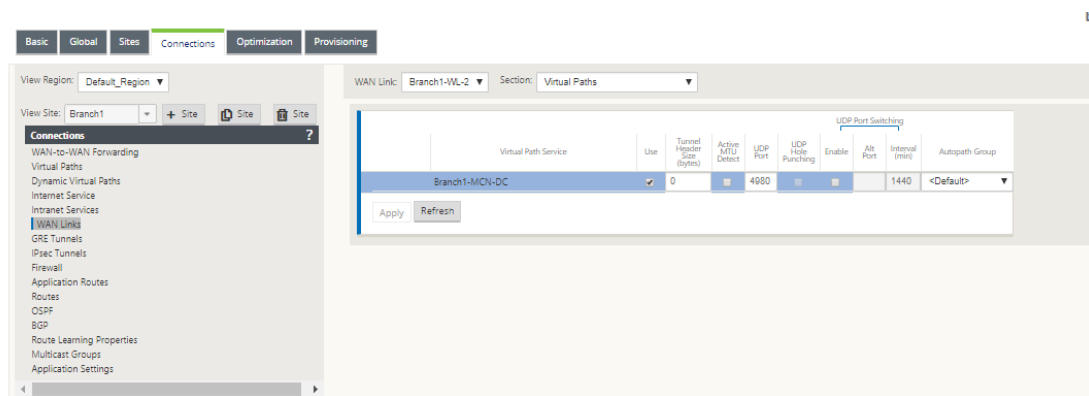 Basic Global Sites Connections Optimization Provisioning
View Region: Default_Region
WAN Link: Branch1-WL-2 Section: Virtual Paths
View Site: Branch1 + Site Site Site
Connections ?
WAN-to-WAN Forwarding
Virtual Paths
Dynamic Virtual Paths
Internet Service
Intranet Services
WAN Links
GRE Tunnels
IPsec Tunnels
Firewall
Application Routes
Routes
OSPF
BGP
Route Learning Properties
Multicast Groups
Application Settings
UDP Port Switching
Virtual Path Service Use Tunnel Header Size (bytes) Active MTU Detect UDP Port UDP Hole Punching Enable Alt Port Interval (min) Autopath Group
Branch1-MCN-DC 0 4980 1440 <Default>
Apply Refresh